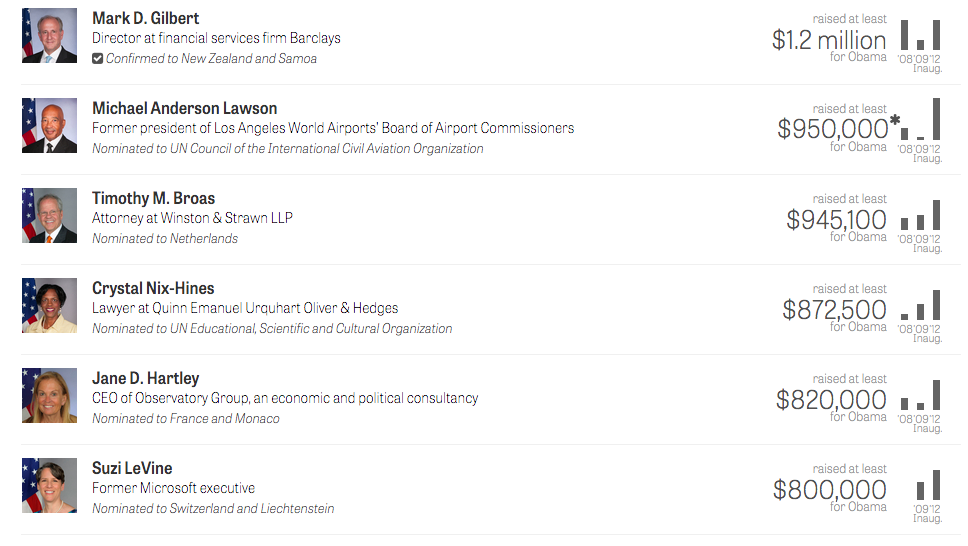 Mark D. Gilbert
Director at financial services firm Barclays
Confirmed to New Zealand and Samoa
raised at least
$1.2 million
for Obama
'08 '09 '12
Inaug.
Michael Anderson Lawson
Former president of Los Angeles World Airports' Board of Airport Commissioners
Nominated to UN Council of the International Civil Aviation Organization
raised at least
$950,000*
for Obama
'08 '09 '12
Inaug.
Timothy M. Broas
Attorney at Winston & Strawn LLP
Nominated to Netherlands
raised at least
$945,100
for Obama
'08 '09 '12
Inaug.
Crystal Nix-Hines
Lawyer at Quinn Emanuel Urquhart Oliver & Hedges
Nominated to UN Educational, Scientific and Cultural Organization
raised at least
$872,500
for Obama
'08 '09 '12
Inaug.
Jane D. Hartley
CEO of Observatory Group, an economic and political consultancy
Nominated to France and Monaco
raised at least
$820,000
for Obama
'08 '09 '12
Inaug.
Suzi LeVine
Former Microsoft executive
Nominated to Switzerland and Liechtenstein
raised at least
$800,000
for Obama
'09 '12
Inaug.